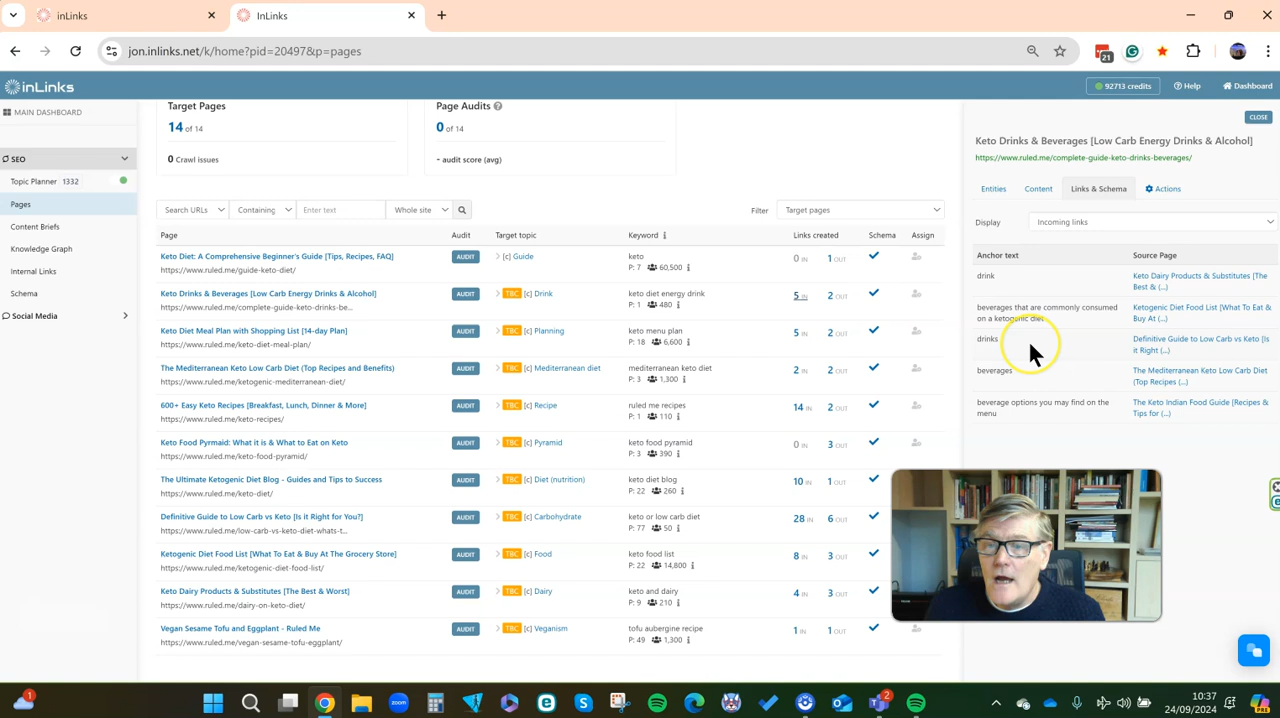 inLinks
inLinks
jon.inlinks.net/k/home?pid=20497&p=pages
21
inLinks
92713 credits
Help
Dashboard
MAIN DASHBOARD
SEO
Topic Planner 1332
Pages
Content Briefs
Knowledge Graph
Internal Links
Schema
Social Media
Target Pages
14 of 14
0 Crawl issues
Page Audits
0 of 14
- audit score (avg)
Search URLs
Containing
Enter text
Whole site
Filter
Target pages
Page Audit Target topic Keyword Links created Schema Assign
Keto Diet: A Comprehensive Beginner's Guide [Tips, Recipes, FAQ] AUDIT [c] Guide keto 0 IN 1 OUT
https://www.ruled.me/guide-keto-diet/ P: 7 60,500
Keto Drinks & Beverages [Low Carb Energy Drinks & Alcohol] AUDIT TBC [c] Drink keto diet energy drink 5 IN 2 OUT
https://www.ruled.me/complete-guide-keto-drinks-be... P: 1 480
Keto Diet Meal Plan with Shopping List [14-day Plan] AUDIT TBC [c] Planning keto menu plan 5 IN 2 OUT
https://www.ruled.me/keto-diet-meal-plan/ P: 18 6,600
The Mediterranean Keto Low Carb Diet (Top Recipes and Benefits) AUDIT TBC [c] Mediterranean diet mediterranean keto diet 2 IN 2 OUT
https://www.ruled.me/ketogenic-mediterranean-diet/ P: 3 1,300
600+ Easy Keto Recipes [Breakfast, Lunch, Dinner & More] AUDIT TBC [c] Recipe ruled me recipes 14 IN 2 OUT
https://www.ruled.me/keto-recipes/ P: 1 110
Keto Food Pyrmaid: What it is & What to Eat on Keto AUDIT TBC [c] Pyramid keto food pyramid 0 IN 3 OUT
https://www.ruled.me/keto-food-pyramid/ P: 3 390
The Ultimate Ketogenic Diet Blog - Guides and Tips to Success AUDIT TBC [c] Diet (nutrition) keto diet blog 10 IN 1 OUT
https://www.ruled.me/keto-diet/ P: 22 260
Definitive Guide to Low Carb vs Keto [Is it Right for You?] AUDIT TBC [c] Carbohydrate keto or low carb diet 28 IN 6 OUT
https://www.ruled.me/low-carb-vs-keto-diet-whats-t... P: 77 50
Ketogenic Diet Food List [What To Eat & Buy At The Grocery Store] AUDIT TBC [c] Food keto food list 8 IN 3 OUT
https://www.ruled.me/ketogenic-diet-food-list/ P: 22 14,800
Keto Dairy Products & Substitutes [The Best & Worst] AUDIT TBC [c] Dairy keto and dairy 4 IN 3 OUT
https://www.ruled.me/dairy-on-keto-diet/ P: 9 210
Vegan Sesame Tofu and Eggplant - Ruled Me AUDIT TBC [c] Veganism tofu aubergine recipe 1 IN 1 OUT
https://www.ruled.me/vegan-sesame-tofu-eggplant/ P: 49 1,300
CLOSE
Keto Drinks & Beverages [Low Carb Energy Drinks & Alcohol]
https://www.ruled.me/complete-guide-keto-drinks-beverages/
Entities Content Links & Schema Actions
Display Incoming links
Anchor text Source Page
drink Keto Dairy Products & Substitutes [The
Best & (...)
beverages that are commonly consumed Ketogenic Diet Food List [What To Eat &
on a ketogenic diet Buy At (...)
drinks Definitive Guide to Low Carb vs Keto [Is
it Right (...)
beverages The Mediterranean Keto Low Carb Diet
(Top Recipes (...)
beverage options you may find on the The Keto Indian Food Guide [Recipes &
menu Tips for (...)
1
zoom
2
10:37
24/09/2024
PRE